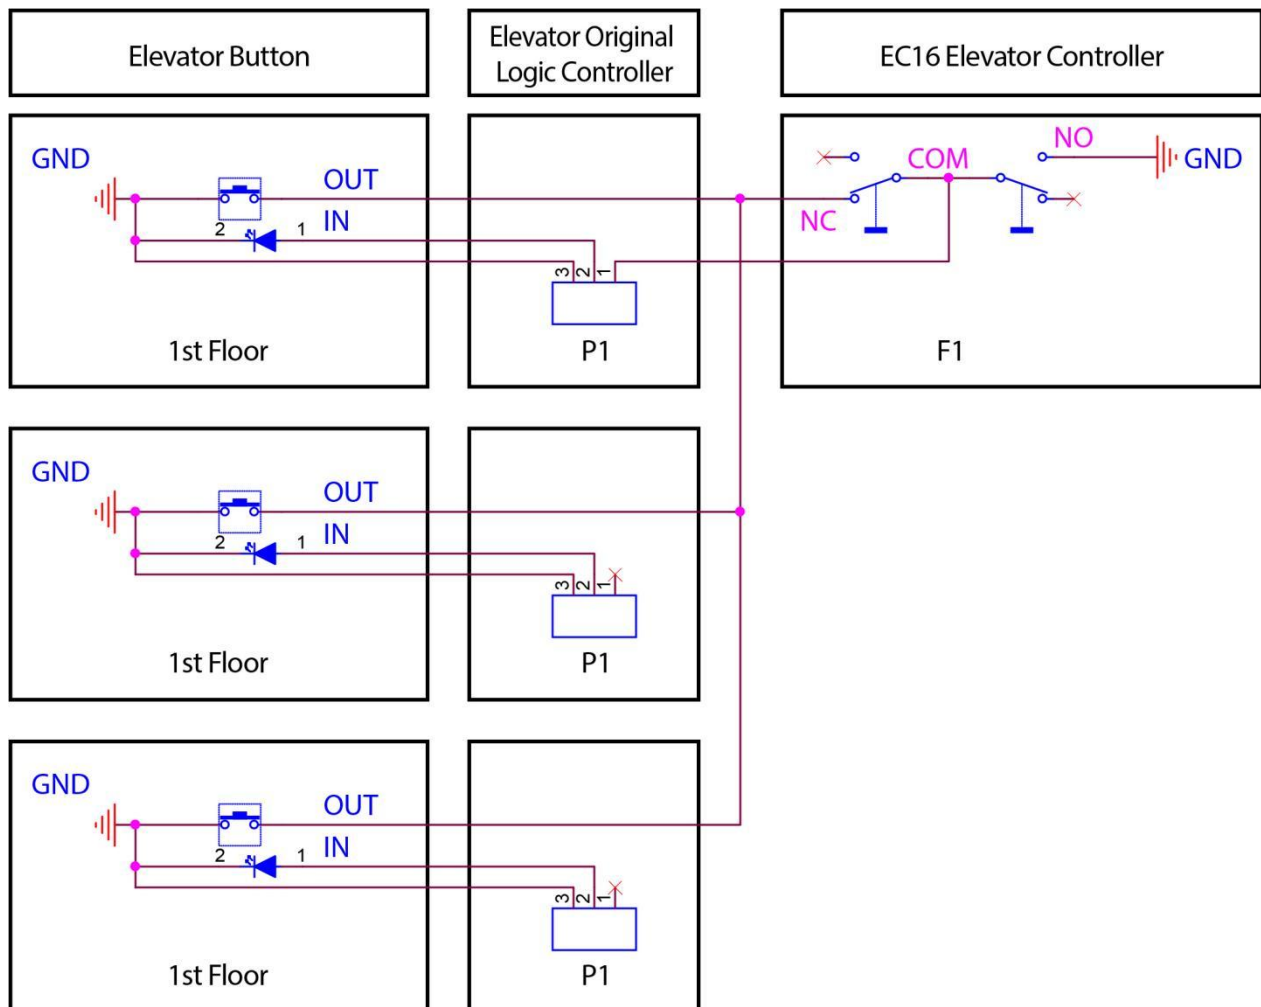 Elevator Button
Elevator Original
Logic Controller
EC16 Elevator Controller
GND
OUT
IN
2
1
3
2
1
1st Floor
P1
NO
COM
GND
NC
F1
GND
OUT
IN
2
1
3
2
1
1st Floor
P1
GND
OUT
IN
2
1
3
2
1
1st Floor
P1